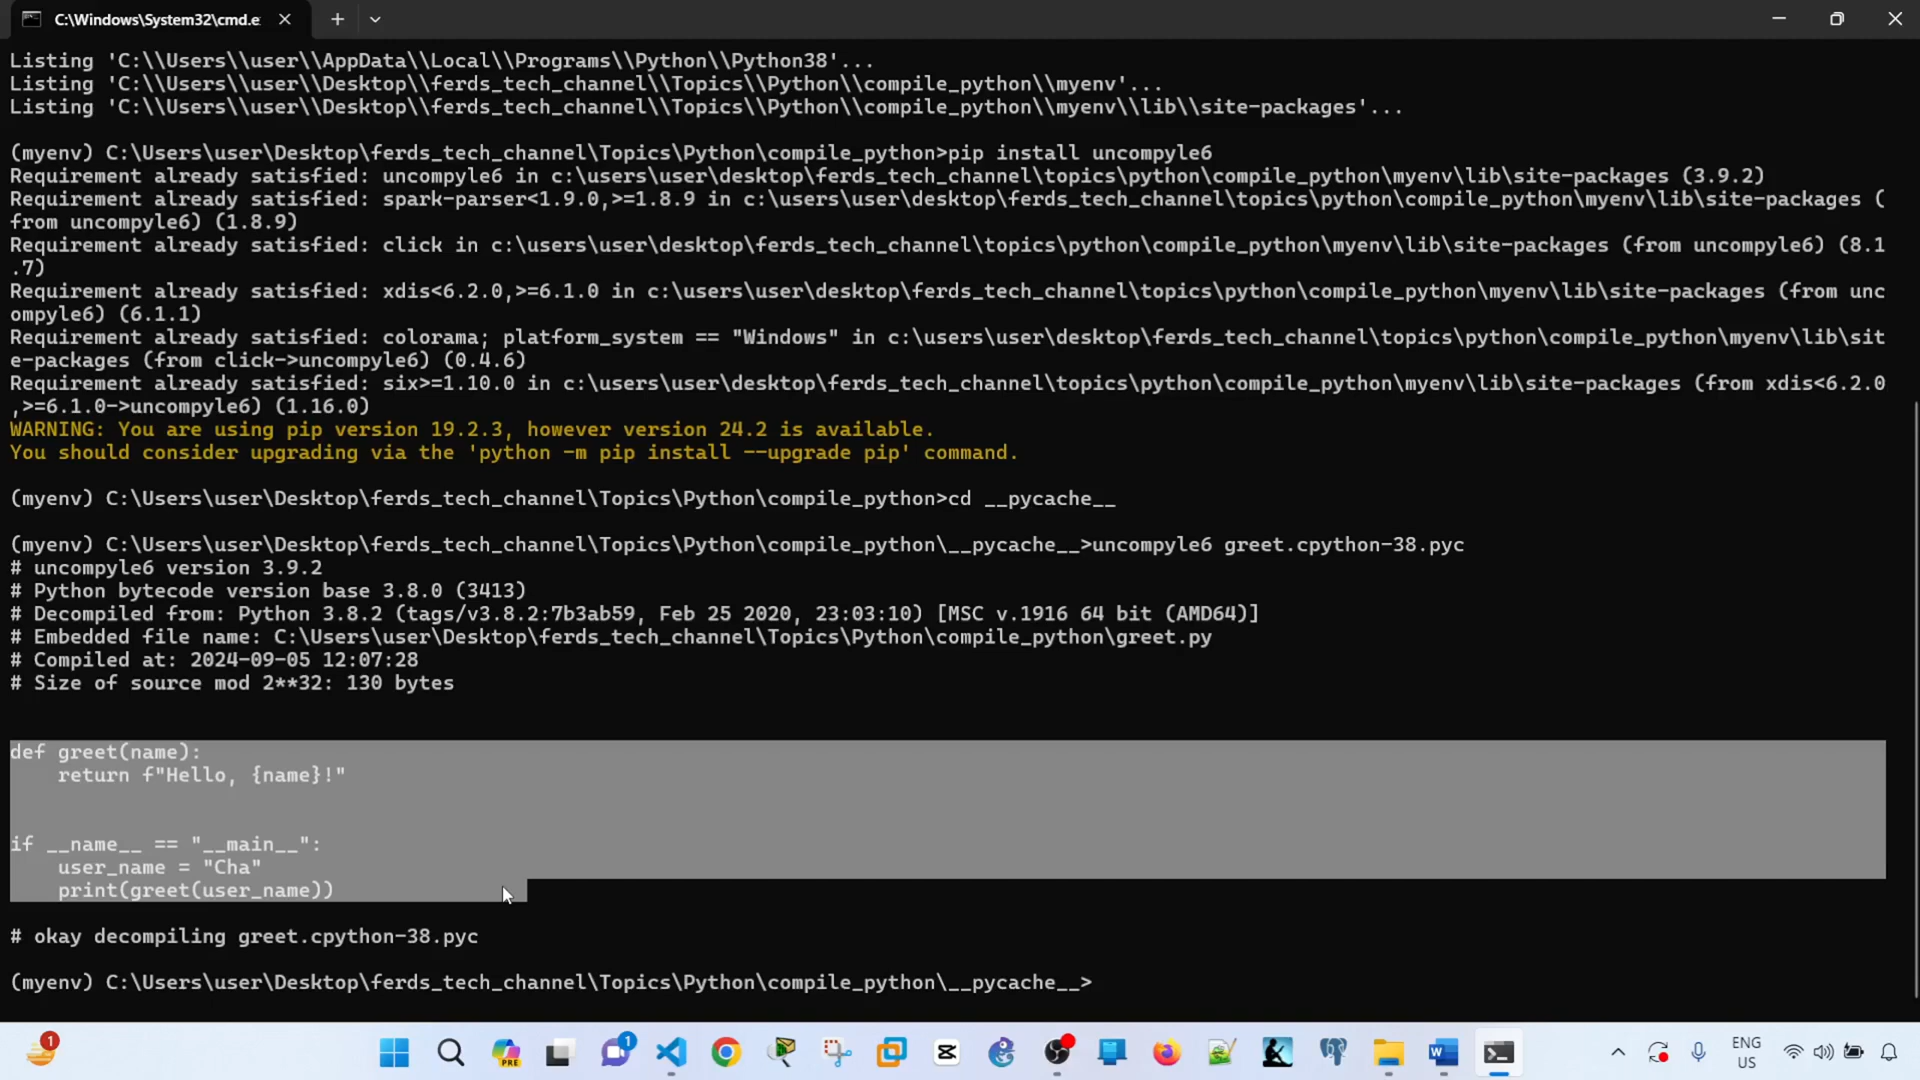 C:\Windows\System32\cmd.e
Listing 'C:\\Users\\user\\AppData\\Local\\Programs\\Python\\Python38'...
Listing 'C:\\Users\\user\\Desktop\\ferds_tech_channel\\Topics\\Python\\compile_python\\myenv'...
Listing 'C:\\Users\\user\\Desktop\\ferds_tech_channel\\Topics\\Python\\compile_python\\myenv\\lib\\site-packages'...
(myenv) C:\Users\user\Desktop\ferds_tech_channel\Topics\Python\compile_python>pip install uncompyle6
Requirement already satisfied: uncompyle6 in c:\users\user\desktop\ferds_tech_channel\topics\python\compile_python\myenv\lib\site-packages (3.9.2)
Requirement already satisfied: spark-parser<1.9.0,>=1.8.9 in c:\users\user\desktop\ferds_tech_channel\topics\python\compile_python\myenv\lib\site-packages (
from uncompyle6) (1.8.9)
Requirement already satisfied: click in c:\users\user\desktop\ferds_tech_channel\topics\python\compile_python\myenv\lib\site-packages (from uncompyle6) (8.1
.7)
Requirement already satisfied: xdis<6.2.0,>=6.1.0 in c:\users\user\desktop\ferds_tech_channel\topics\python\compile_python\myenv\lib\site-packages (from unc
ompyle6) (6.1.1)
Requirement already satisfied: colorama; platform_system == "Windows" in c:\users\user\desktop\ferds_tech_channel\topics\python\compile_python\myenv\lib\sit
e-packages (from click->uncompyle6) (0.4.6)
Requirement already satisfied: six>=1.10.0 in c:\users\user\desktop\ferds_tech_channel\topics\python\compile_python\myenv\lib\site-packages (from xdis<6.2.0
,>=6.1.0->uncompyle6) (1.16.0)
WARNING: You are using pip version 19.2.3, however version 24.2 is available.
You should consider upgrading via the 'python -m pip install --upgrade pip' command.
(myenv) C:\Users\user\Desktop\ferds_tech_channel\Topics\Python\compile_python>cd __pycache__
(myenv) C:\Users\user\Desktop\ferds_tech_channel\Topics\Python\compile_python\__pycache__>uncompyle6 greet.cpython-38.pyc
# uncompyle6 version 3.9.2
# Python bytecode version base 3.8.0 (3413)
# Decompiled from: Python 3.8.2 (tags/v3.8.2:7b3ab59, Feb 25 2020, 23:03:10) [MSC v.1916 64 bit (AMD64)]
# Embedded file name: C:\Users\user\Desktop\ferds_tech_channel\Topics\Python\compile_python\greet.py
# Compiled at: 2024-09-05 12:07:28
# Size of source mod 2**32: 130 bytes
def greet(name):
    return f"Hello, {name}!"
if __name__ == "__main__":
    user_name = "Cha"
    print(greet(user_name))
# okay decompiling greet.cpython-38.pyc
(myenv) C:\Users\user\Desktop\ferds_tech_channel\Topics\Python\compile_python\__pycache__>
1
PRE
1
ENG
US